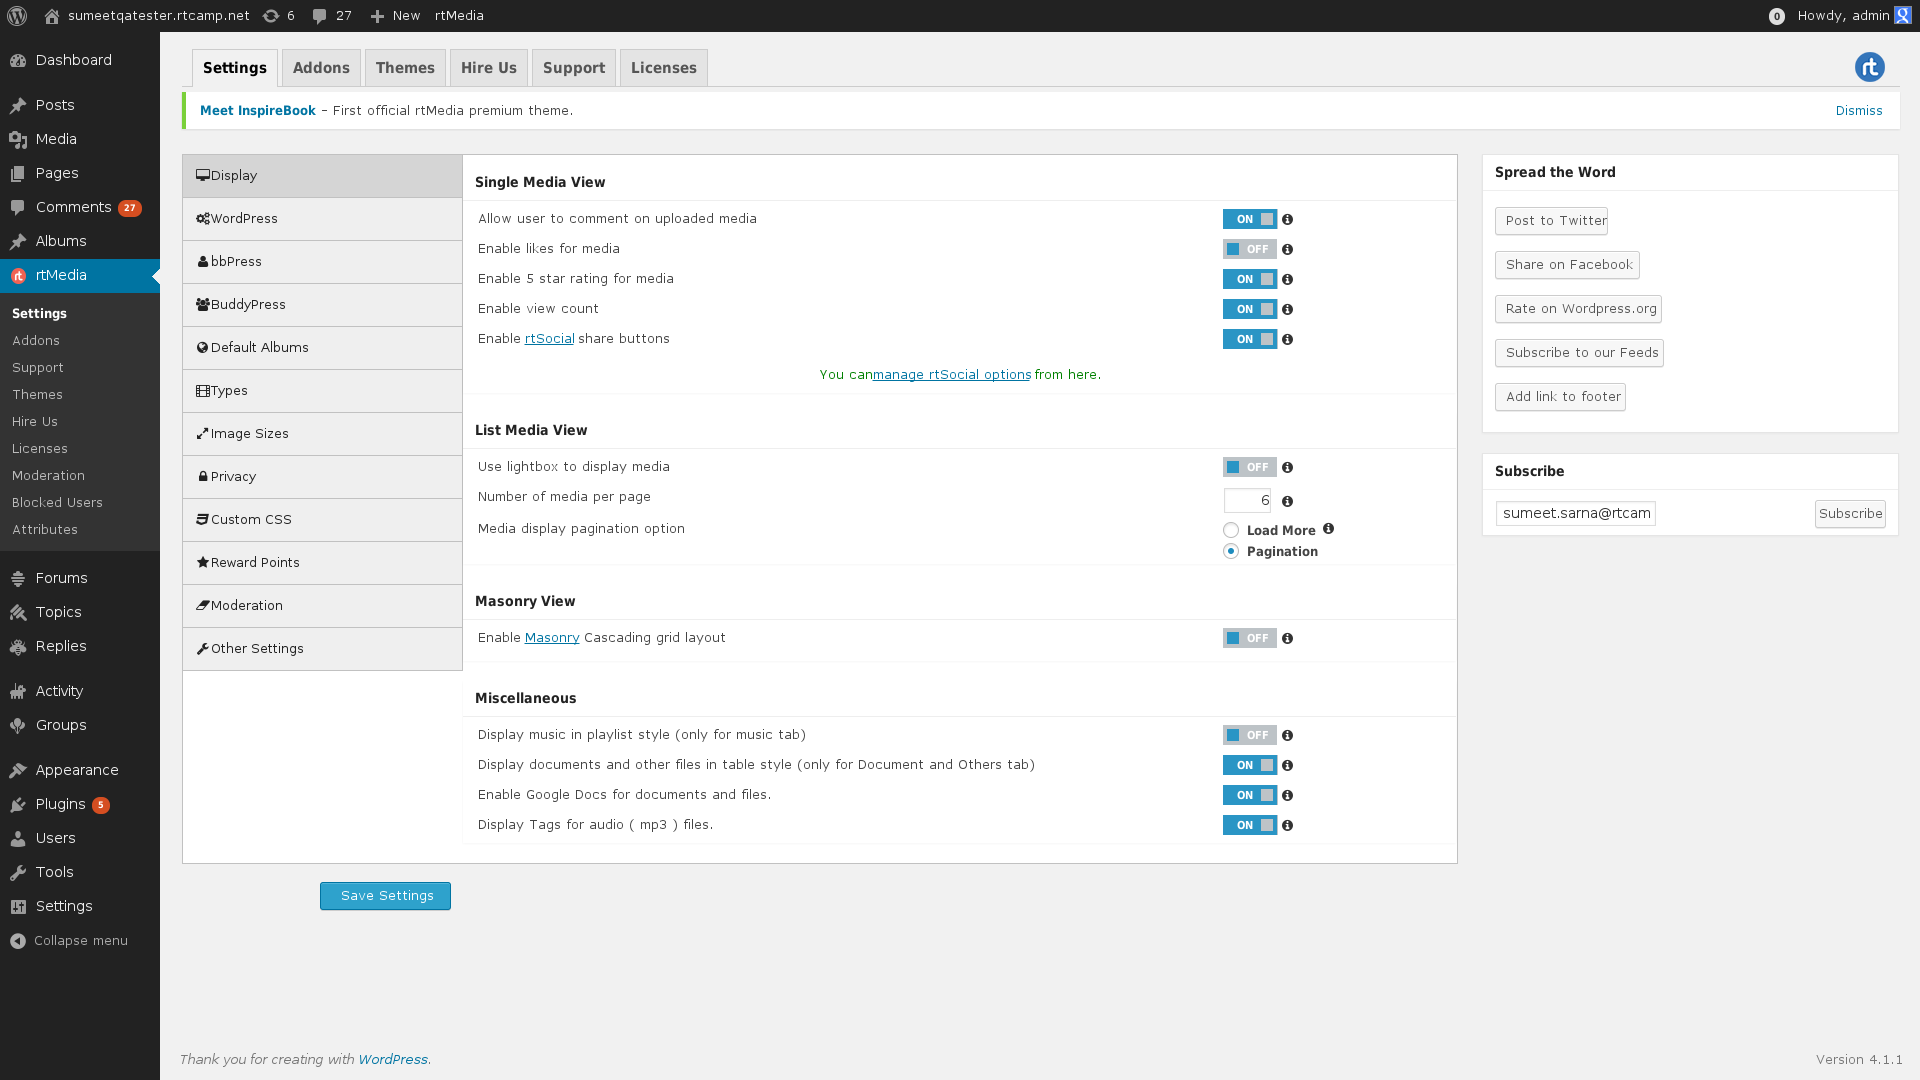 sumeetqatester.rtcamp.net 6 27 New rtMedia 0 Howdy, admin
Dashboard
Posts
Media
Pages
Comments 27
Albums
rtMedia
Settings
Addons
Support
Themes
Hire Us
Licenses
Moderation
Blocked Users
Attributes
Forums
Topics
Replies
Activity
Groups
Appearance
Plugins 5
Users
Tools
Settings
Collapse menu
Settings Addons Themes Hire Us Support Licenses
rt
Meet InspireBook – First official rtMedia premium theme. Dismiss
Display
WordPress
bbPress
BuddyPress
Default Albums
Types
Image Sizes
Privacy
Custom CSS
Reward Points
Moderation
Other Settings
Single Media View
Allow user to comment on uploaded media ON
Enable likes for media OFF
Enable 5 star rating for media ON
Enable view count ON
Enable rtSocial share buttons ON
You can manage rtSocial options from here.
List Media View
Use lightbox to display media OFF
Number of media per page 6
Media display pagination option Load More
Pagination
Masonry View
Enable Masonry Cascading grid layout OFF
Miscellaneous
Display music in playlist style (only for music tab) OFF
Display documents and other files in table style (only for Document and Others tab) ON
Enable Google Docs for documents and files. ON
Display Tags for audio ( mp3 ) files. ON
Save Settings
Spread the Word
Post to Twitter
Share on Facebook
Rate on Wordpress.org
Subscribe to our Feeds
Add link to footer
Subscribe
sumeet.sarna@rtcam Subscribe
Thank you for creating with WordPress. Version 4.1.1